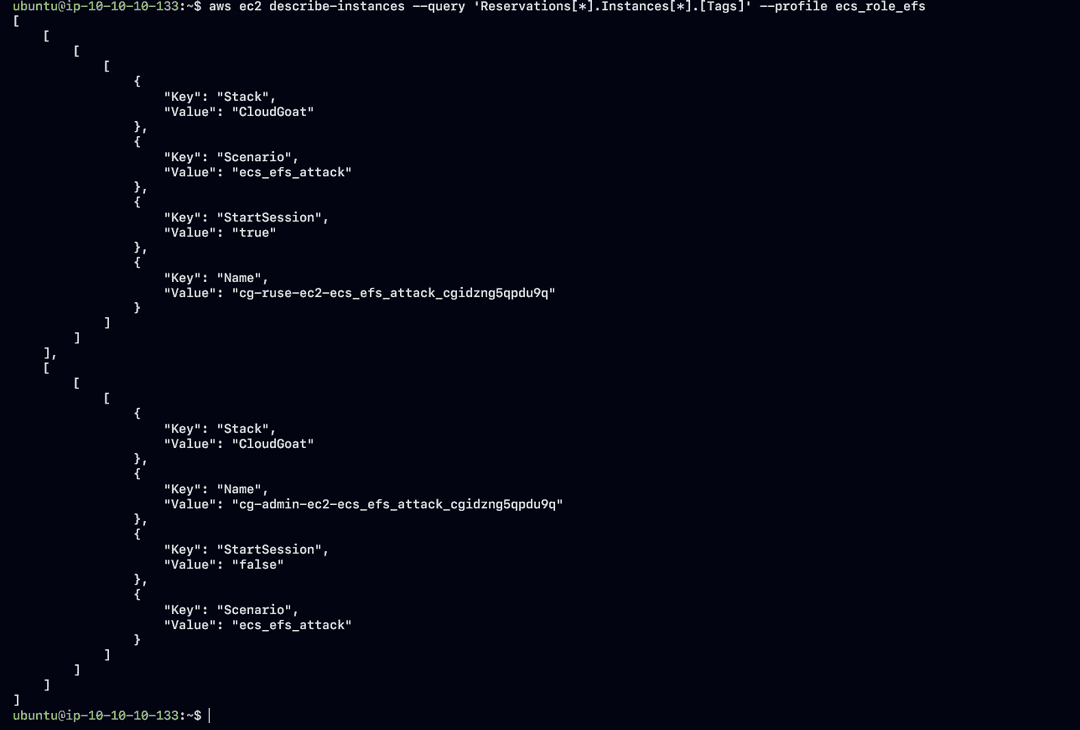 ubuntu@ip-10-10-10-133:~$ aws ec2 describe-instances --query 'Reservations[*].Instances[*].[Tags]' --profile ecs_role_efs
[
    [
        [
            [
                {
                    "Key": "Stack",
                    "Value": "CloudGoat"
                },
                {
                    "Key": "Scenario",
                    "Value": "ecs_efs_attack"
                },
                {
                    "Key": "StartSession",
                    "Value": "true"
                },
                {
                    "Key": "Name",
                    "Value": "cg-ruse-ec2-ecs_efs_attack_cgidzng5qpdu9q"
                }
            ]
        ]
    ],
    [
        [
            [
                {
                    "Key": "Stack",
                    "Value": "CloudGoat"
                },
                {
                    "Key": "Name",
                    "Value": "cg-admin-ec2-ecs_efs_attack_cgidzng5qpdu9q"
                },
                {
                    "Key": "StartSession",
                    "Value": "false"
                },
                {
                    "Key": "Scenario",
                    "Value": "ecs_efs_attack"
                }
            ]
        ]
    ]
]
ubuntu@ip-10-10-10-133:~$